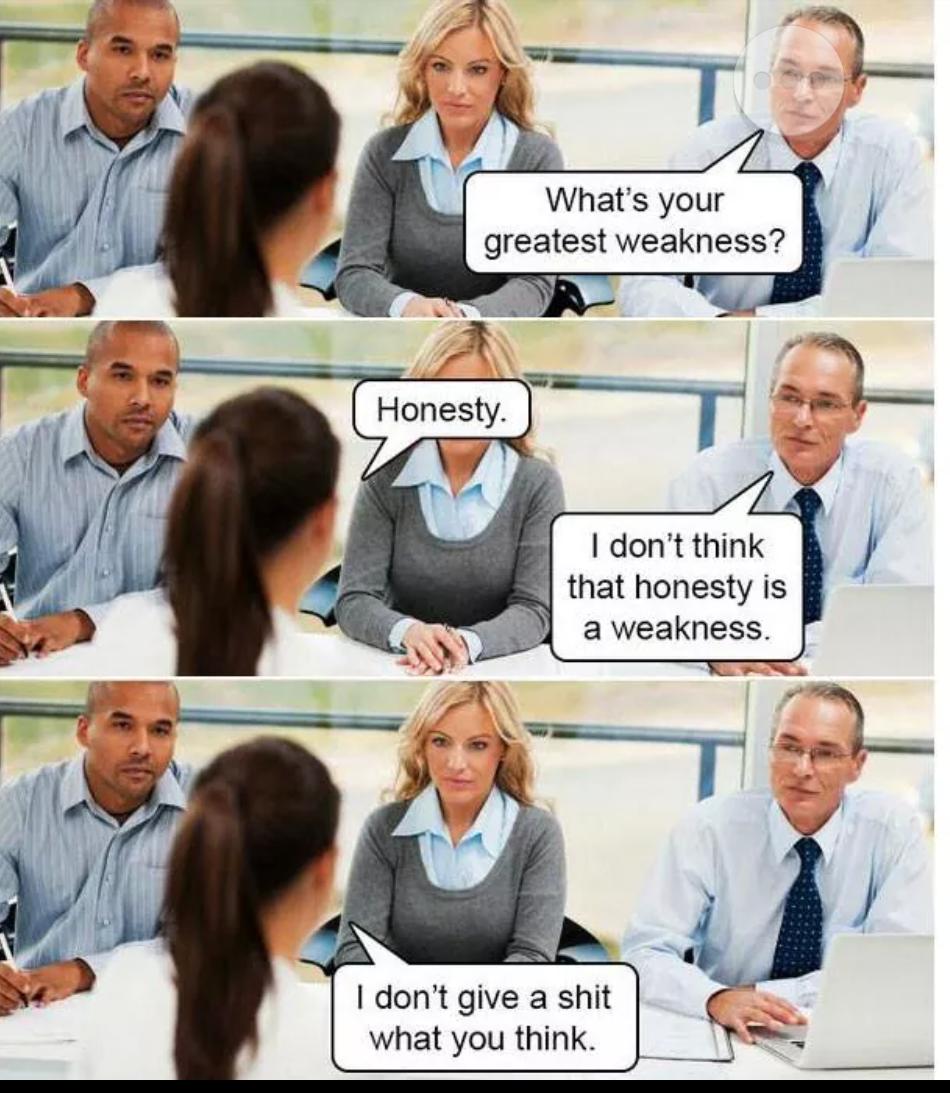 What's your
greatest weakness?
Honesty.
I don't think
that honesty is
a weakness.
I don't give a shit
what you think.